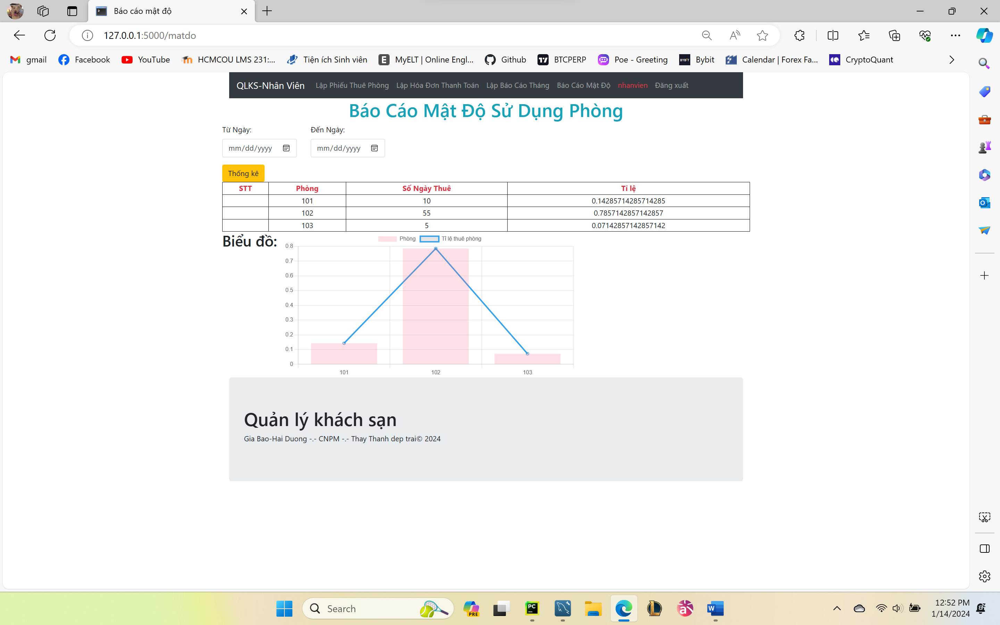 Báo cáo mật độ
127.0.0.1:5000/matdo
gmail Facebook YouTube HCMCOU LMS 231:... Tiện ích Sinh viên MyELT | Online Engl... Github BTCPERP Poe - Greeting Bybit Calendar | Forex Fa... CryptoQuant
QLKS-Nhân Viên Lập Phiếu Thuê Phòng Lập Hóa Đơn Thanh Toán Lập Báo Cáo Tháng Báo Cáo Mật Độ nhanvien Đăng xuất
Báo Cáo Mật Độ Sử Dụng Phòng
Từ Ngày: Đến Ngày:
mm/dd/yyyy mm/dd/yyyy
Thống kê
STT Phòng Số Ngày Thuê Tỉ lệ
101 10 0.14285714285714285
102 55 0.7857142857142857
103 5 0.07142857142857142
Biểu đồ:
Phòng Tỉ lệ thuê phòng
0.8
0.7
0.6
0.5
0.4
0.3
0.2
0.1
0
101 102 103
Quản lý khách sạn
Gia Bao-Hai Duong -.- CNPM -.- Thay Thanh dep trai© 2024
Search
PRE
PC
W
12:52 PM
1/14/2024